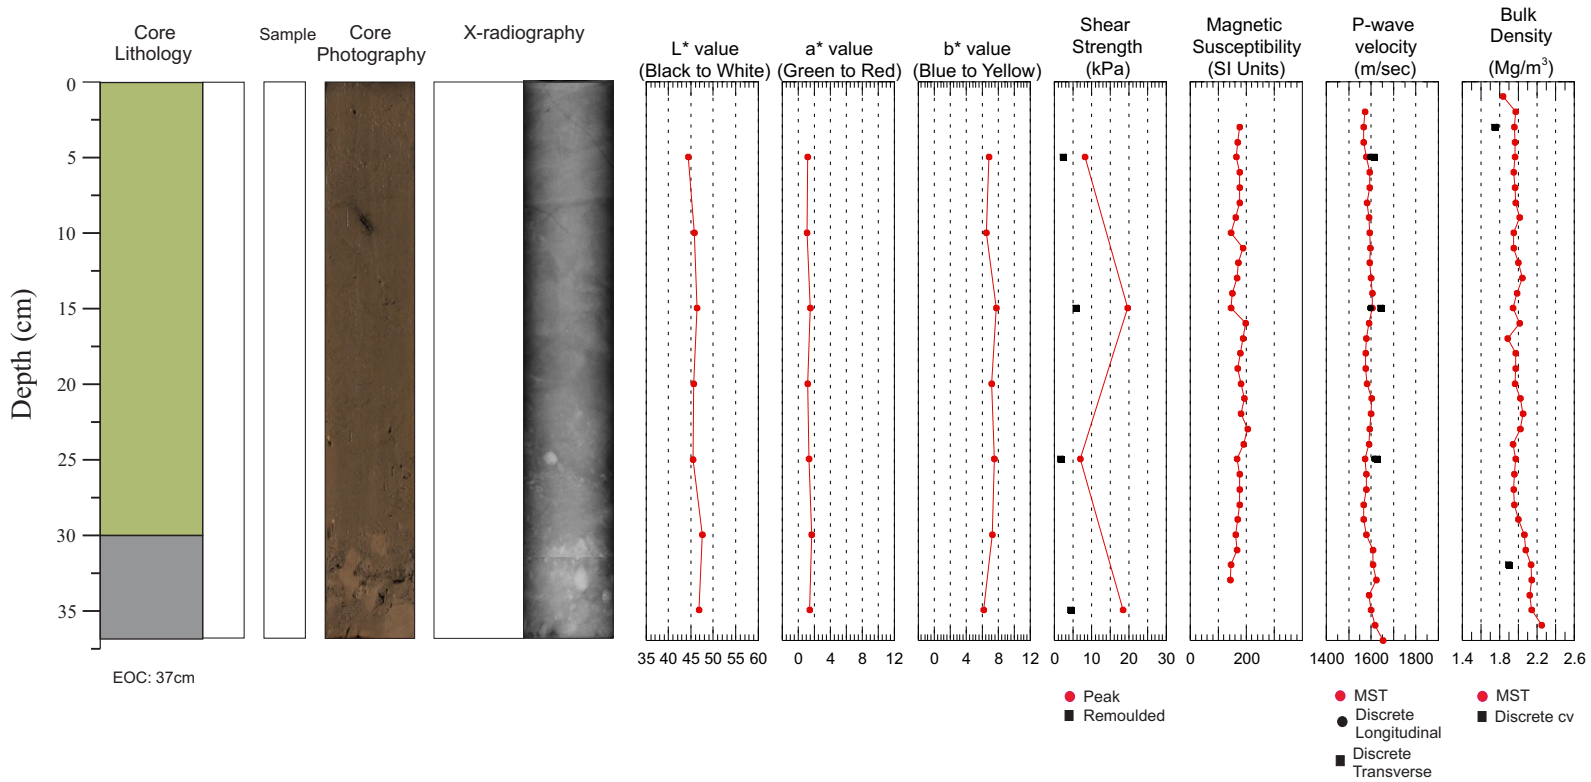 Core
Lithology
Sample
Core
Photography
X-radiography
L* value
(Black to White)
a* value
(Green to Red)
b* value
(Blue to Yellow)
Shear
Strength
(kPa)
Magnetic
Susceptibility
(SI Units)
P-wave
velocity
(m/sec)
Bulk
Density
(Mg/m³)
Depth (cm)
0
5
10
15
20
25
30
35
EOC: 37cm
35 40 45 50 55 60
0 4 8 12
0 4 8 12
0 10 20 30
0 200
1400 1600 1800
1.4 1.8 2.2 2.6
Peak
Remoulded
MST
Discrete
Longitudinal
Discrete
Transverse
MST
Discrete cv